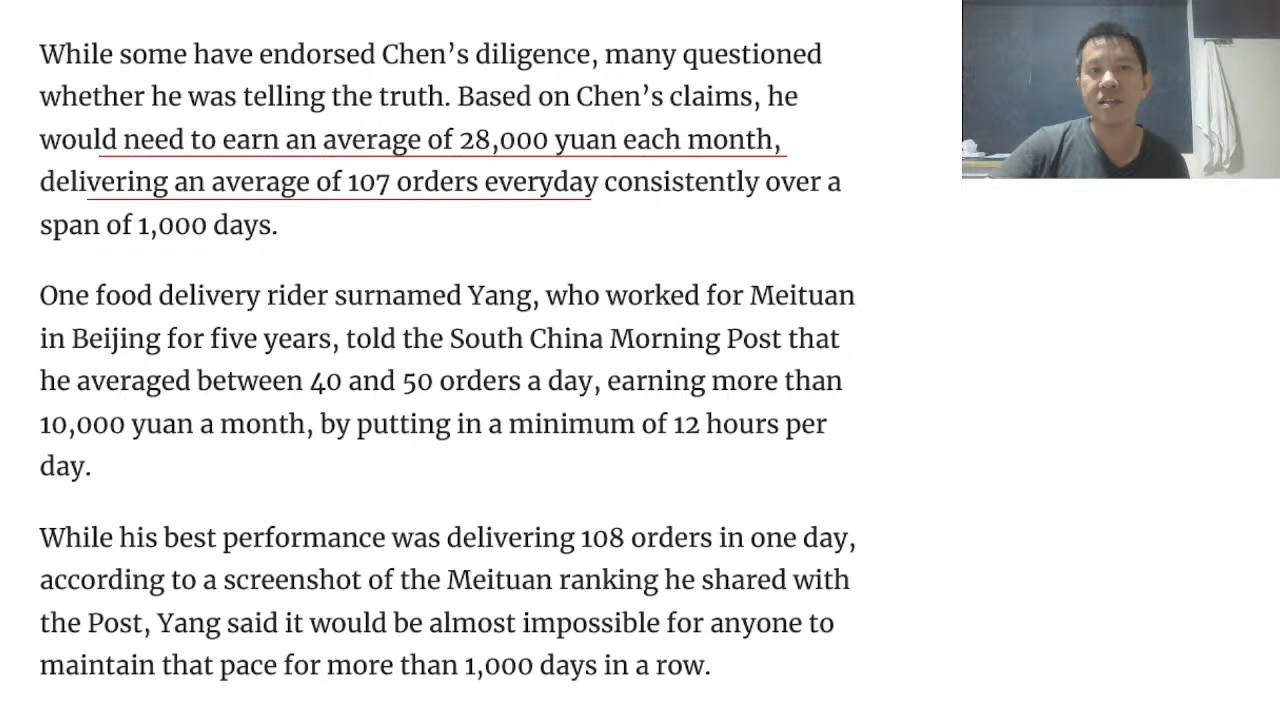 While some have endorsed Chen’s diligence, many questioned
whether he was telling the truth. Based on Chen’s claims, he
would need to earn an average of 28,000 yuan each month,
delivering an average of 107 orders everyday consistently over a
span of 1,000 days.
One food delivery rider surnamed Yang, who worked for Meituan
in Beijing for five years, told the South China Morning Post that
he averaged between 40 and 50 orders a day, earning more than
10,000 yuan a month, by putting in a minimum of 12 hours per
day.
While his best performance was delivering 108 orders in one day,
according to a screenshot of the Meituan ranking he shared with
the Post, Yang said it would be almost impossible for anyone to
maintain that pace for more than 1,000 days in a row.